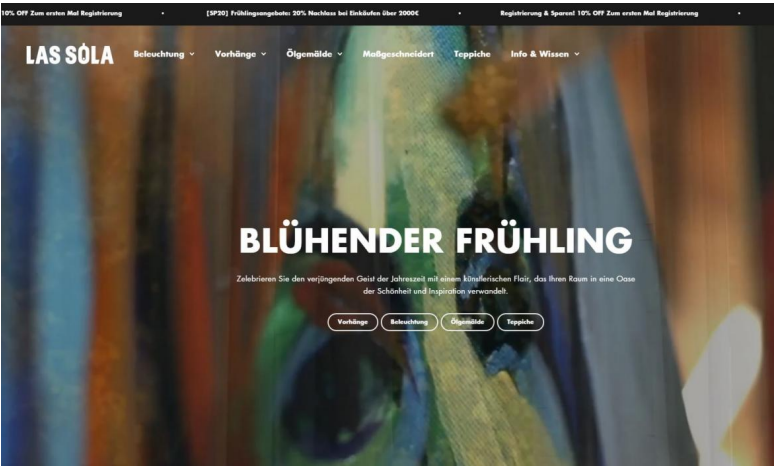 10% OFF Zum ersten Mal Registrierung • [SP20] Frühlingsangebote: 20% Nachlass bei Einkäufen über 2000€ • Registrierung & Sparen! 10% OFF Zum ersten Mal Registrierung •
LAS SÓLA Beleuchtung Vorhänge Ölgemälde Maßgeschneidert Teppiche Info & Wissen
BLÜHENDER FRÜHLING
Zelebrieren Sie den verjüngenden Geist der Jahreszeit mit einem künstlerischen Flair, das Ihren Raum in eine Oase
der Schönheit und Inspiration verwandelt.
Vorhänge Beleuchtung Ölgemälde Teppiche